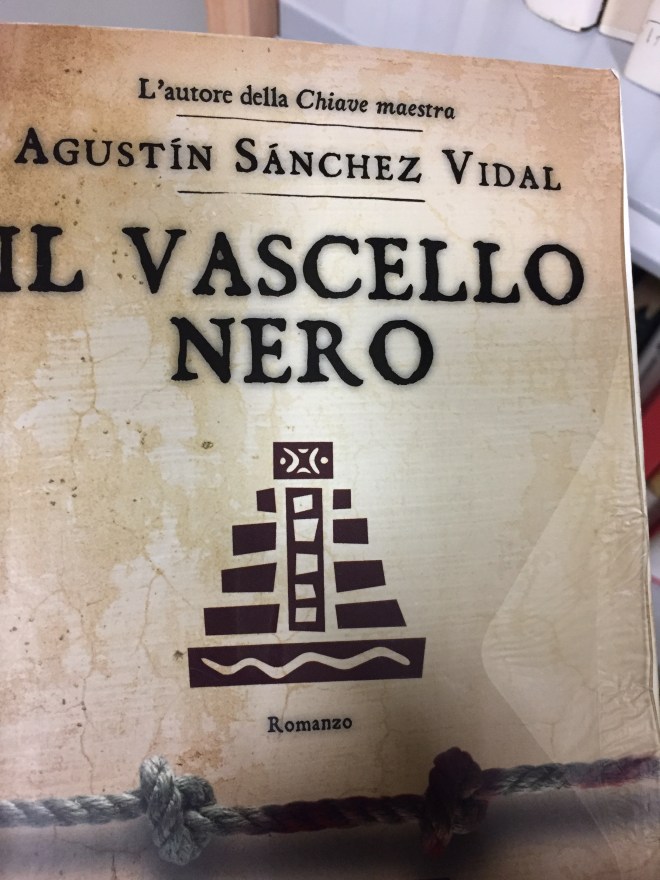 L'autore della Chiave maestra
AGUSTÍN SÁNCHEZ VIDAL
IL VASCELLO
NERO
Romanzo